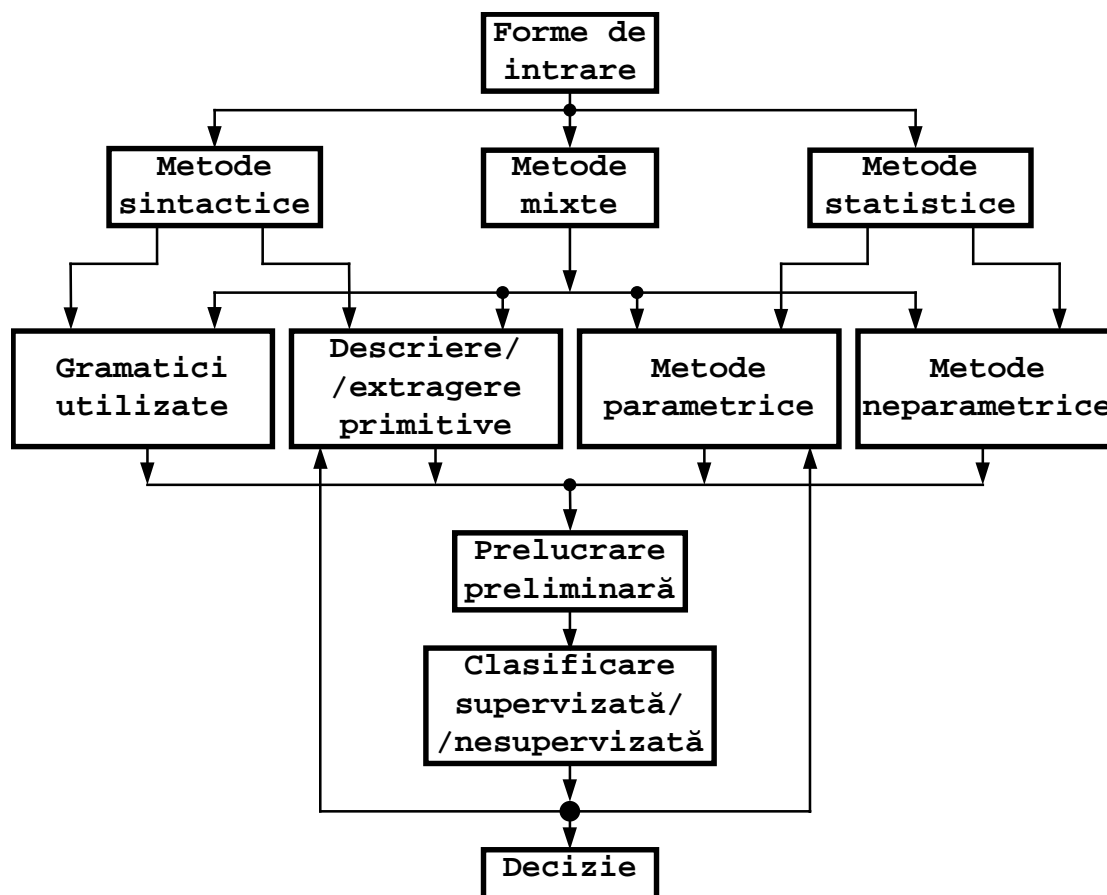 Forme de
intrare
Metode
sintactice
Metode
mixte
Metode
statistice
Gramatici
utilizate
Descriere/
/extragere
primitive
Metode
parametrice
Metode
neparametrice
Prelucrare
preliminară
Clasificare
supervizată/
/nesupervizată
Decizie